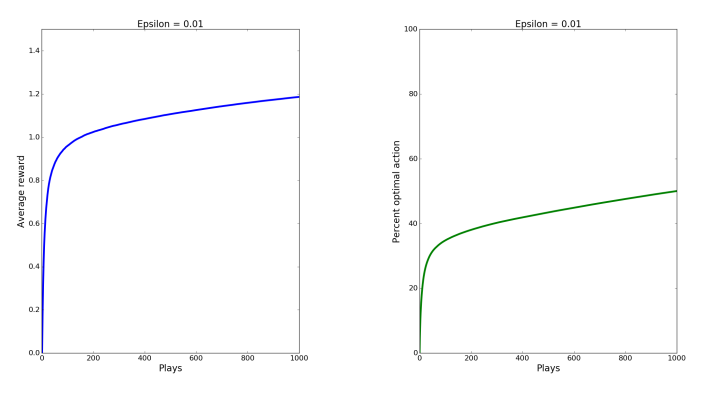 Epsilon = 0.01
1.4
1.2
1.0
0.8
0.6
0.4
0.2
0.0
0 200 400 600 800 1000
Plays
Average reward
Epsilon = 0.01
100
80
60
40
20
0
0 200 400 600 800 1000
Plays
Percent optimal action